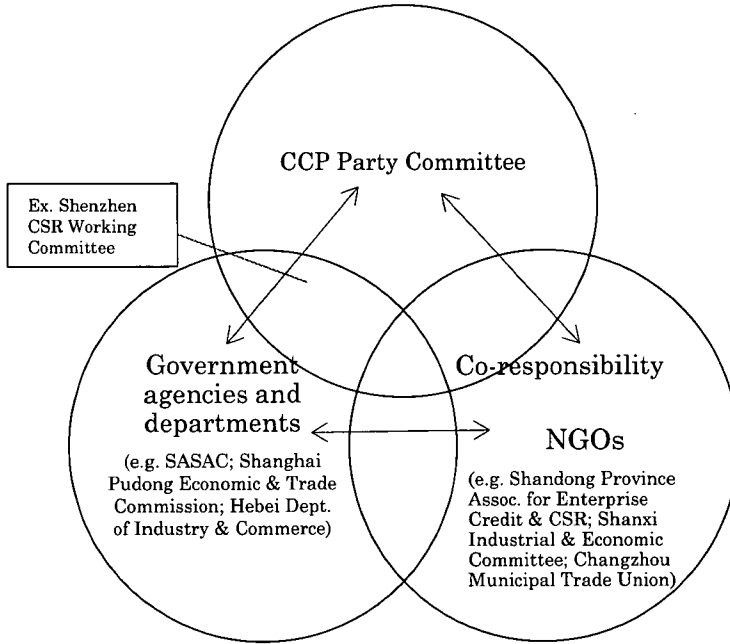 CCP Party Committee
Ex. Shenzhen
CSR Working
Committee
Government
agencies and
departments
(e.g. SASAC; Shanghai
Pudong Economic & Trade
Commission; Hebei Dept.
of Industry & Commerce)
Co-responsibility
NGOs
(e.g. Shandong Province
Assoc. for Enterprise
Credit & CSR; Shanxi
Industrial & Economic
Committee; Changzhou
Municipal Trade Union)